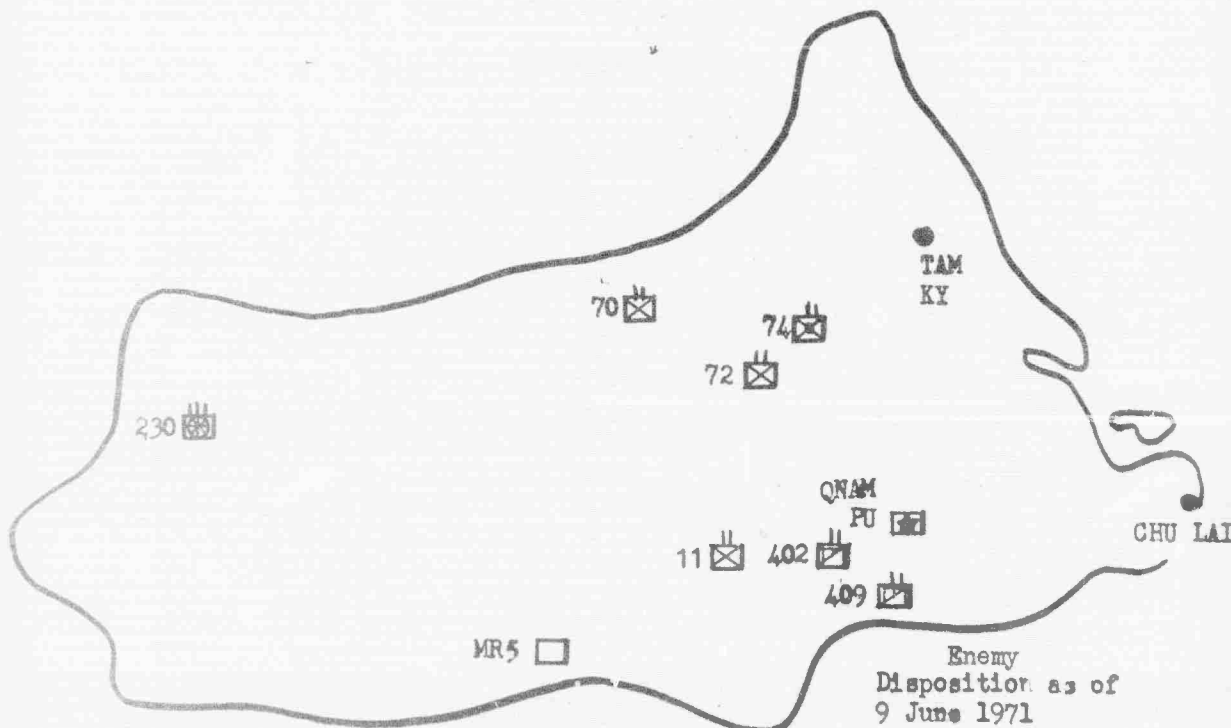 TAM
KY
70
74
72
230
QNAM
PU
CHU LAI
11
402
409
MR5
Enemy
Disposition as of
9 June 1971